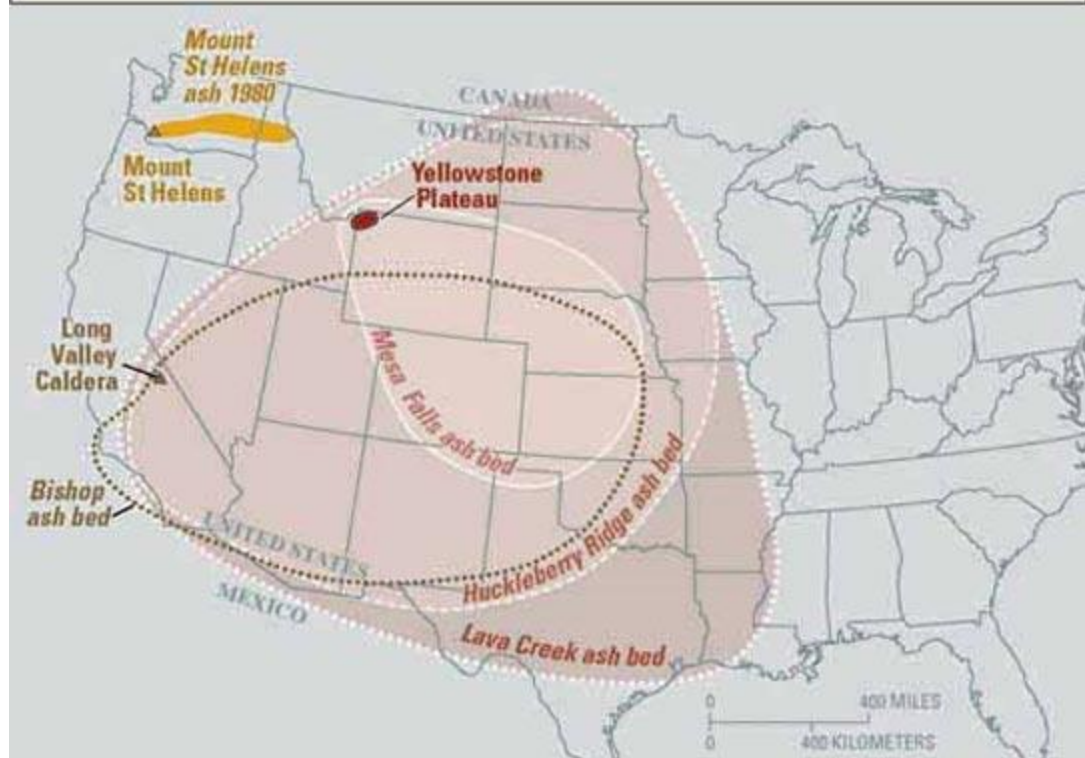 Mount
St Helens
ash 1980
CANADA
UNITED STATES
Mount
St Helens
Yellowstone
Plateau
Long
Valley
Caldera
Mesa Falls ash bed
Bishop
ash bed
UNITED STATES
MEXICO
Huckleberry Ridge ash bed
Lava Creek ash bed
0 400 MILES
0 400 KILOMETERS